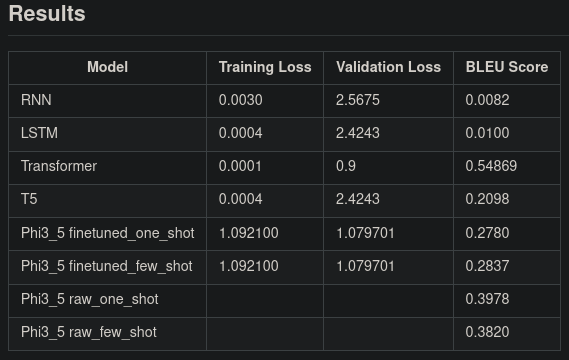 Results
Model Training Loss Validation Loss BLEU Score
RNN 0.0030 2.5675 0.0082
LSTM 0.0004 2.4243 0.0100
Transformer 0.0001 0.9 0.54869
T5 0.0004 2.4243 0.2098
Phi3_5 finetuned_one_shot 1.092100 1.079701 0.2780
Phi3_5 finetuned_few_shot 1.092100 1.079701 0.2837
Phi3_5 raw_one_shot 0.3978
Phi3_5 raw_few_shot 0.3820